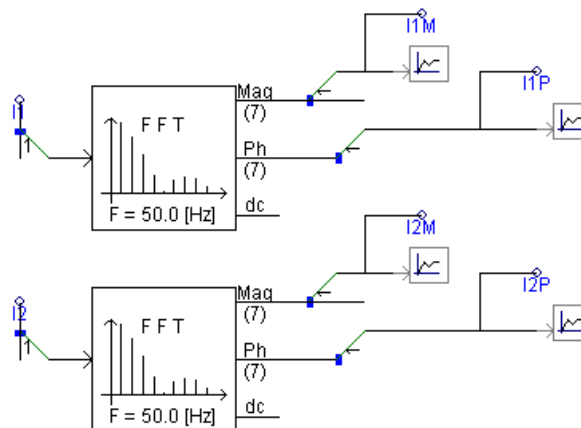 I1M
I1P
I1
Mag
(7)
FFT
Ph
(7)
dc
F = 50.0 [Hz]
I2M
I2P
I2
Mag
(7)
FFT
Ph
(7)
dc
F = 50.0 [Hz]